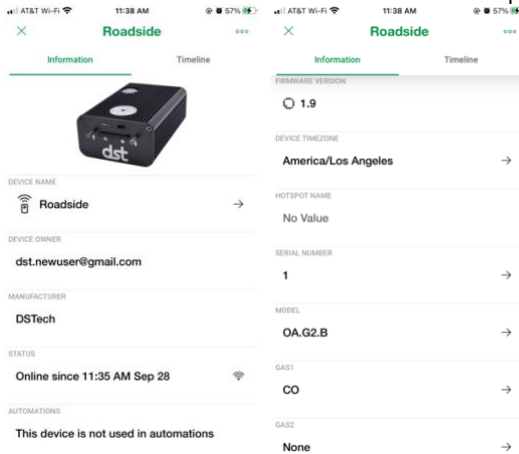 AT&T Wi-Fi 11:38 AM 57%
Roadside
Information Timeline
dst
DEVICE NAME
Roadside
DEVICE OWNER
dst.newuser@gmail.com
MANUFACTURER
DSTech
STATUS
Online since 11:35 AM Sep 28
AUTOMATIONS
This device is not used in automations
AT&T Wi-Fi 11:38 AM 57%
Roadside
Information Timeline
FIRMWARE VERSION
1.9
DEVICE TIMEZONE
America/Los Angeles
HOTSPOT NAME
No Value
SERIAL NUMBER
1
MODEL
OA.G2.B
GAS1
CO
GAS2
None